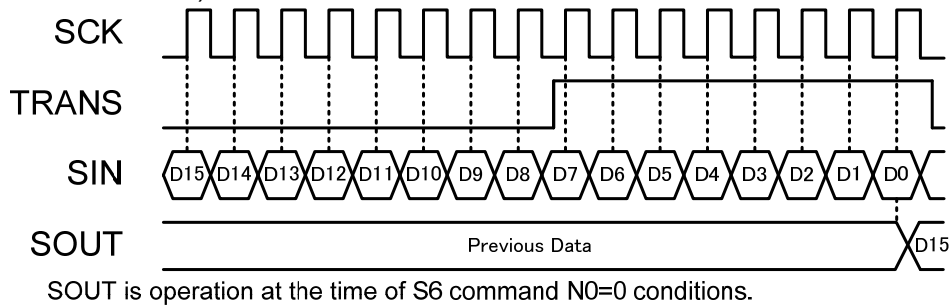 SCK
TRANS
SIN D15 D14 D13 D12 D11 D10 D9 D8 D7 D6 D5 D4 D3 D2 D1 D0
SOUT Previous Data D15
SOUT is operation at the time of S6 command N0=0 conditions.